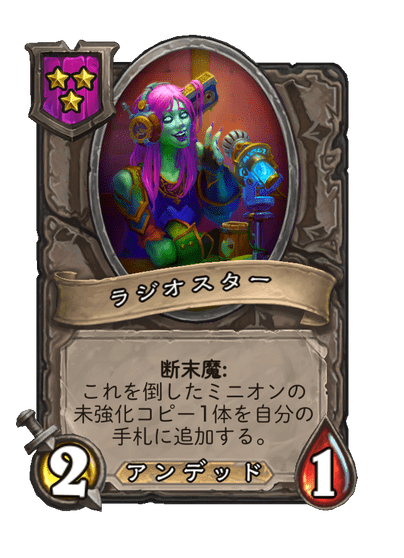 ラジオスター
断末魔:
これを倒したミニオンの
未強化コピー1体を自分の
手札に追加する。
2
アンデッド
1